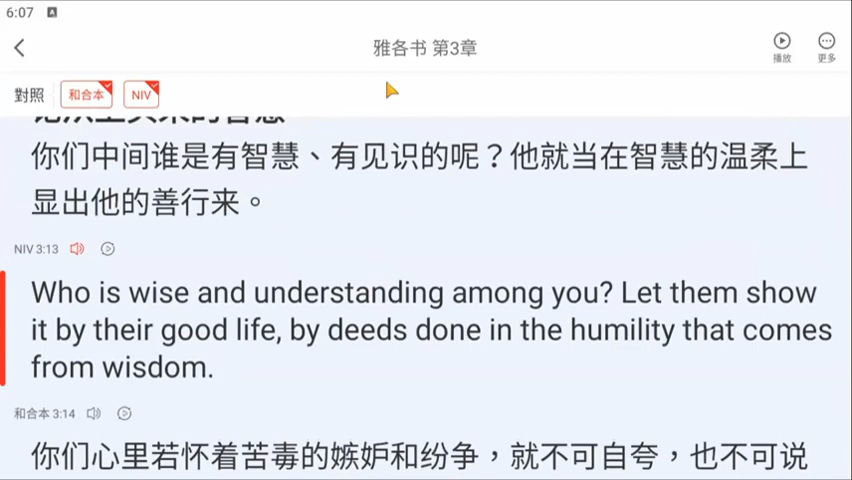 6:07 A
雅各书 第3章
播放 更多
對照 和合本 NIV
你们中间谁是有智慧、有见识的呢？他就当在智慧的温柔上
显出他的善行来。
NIV 3:13
Who is wise and understanding among you? Let them show
it by their good life, by deeds done in the humility that comes
from wisdom.
和合本 3:14
你们心里若怀着苦毒的嫉妒和纷争，就不可自夸，也不可说